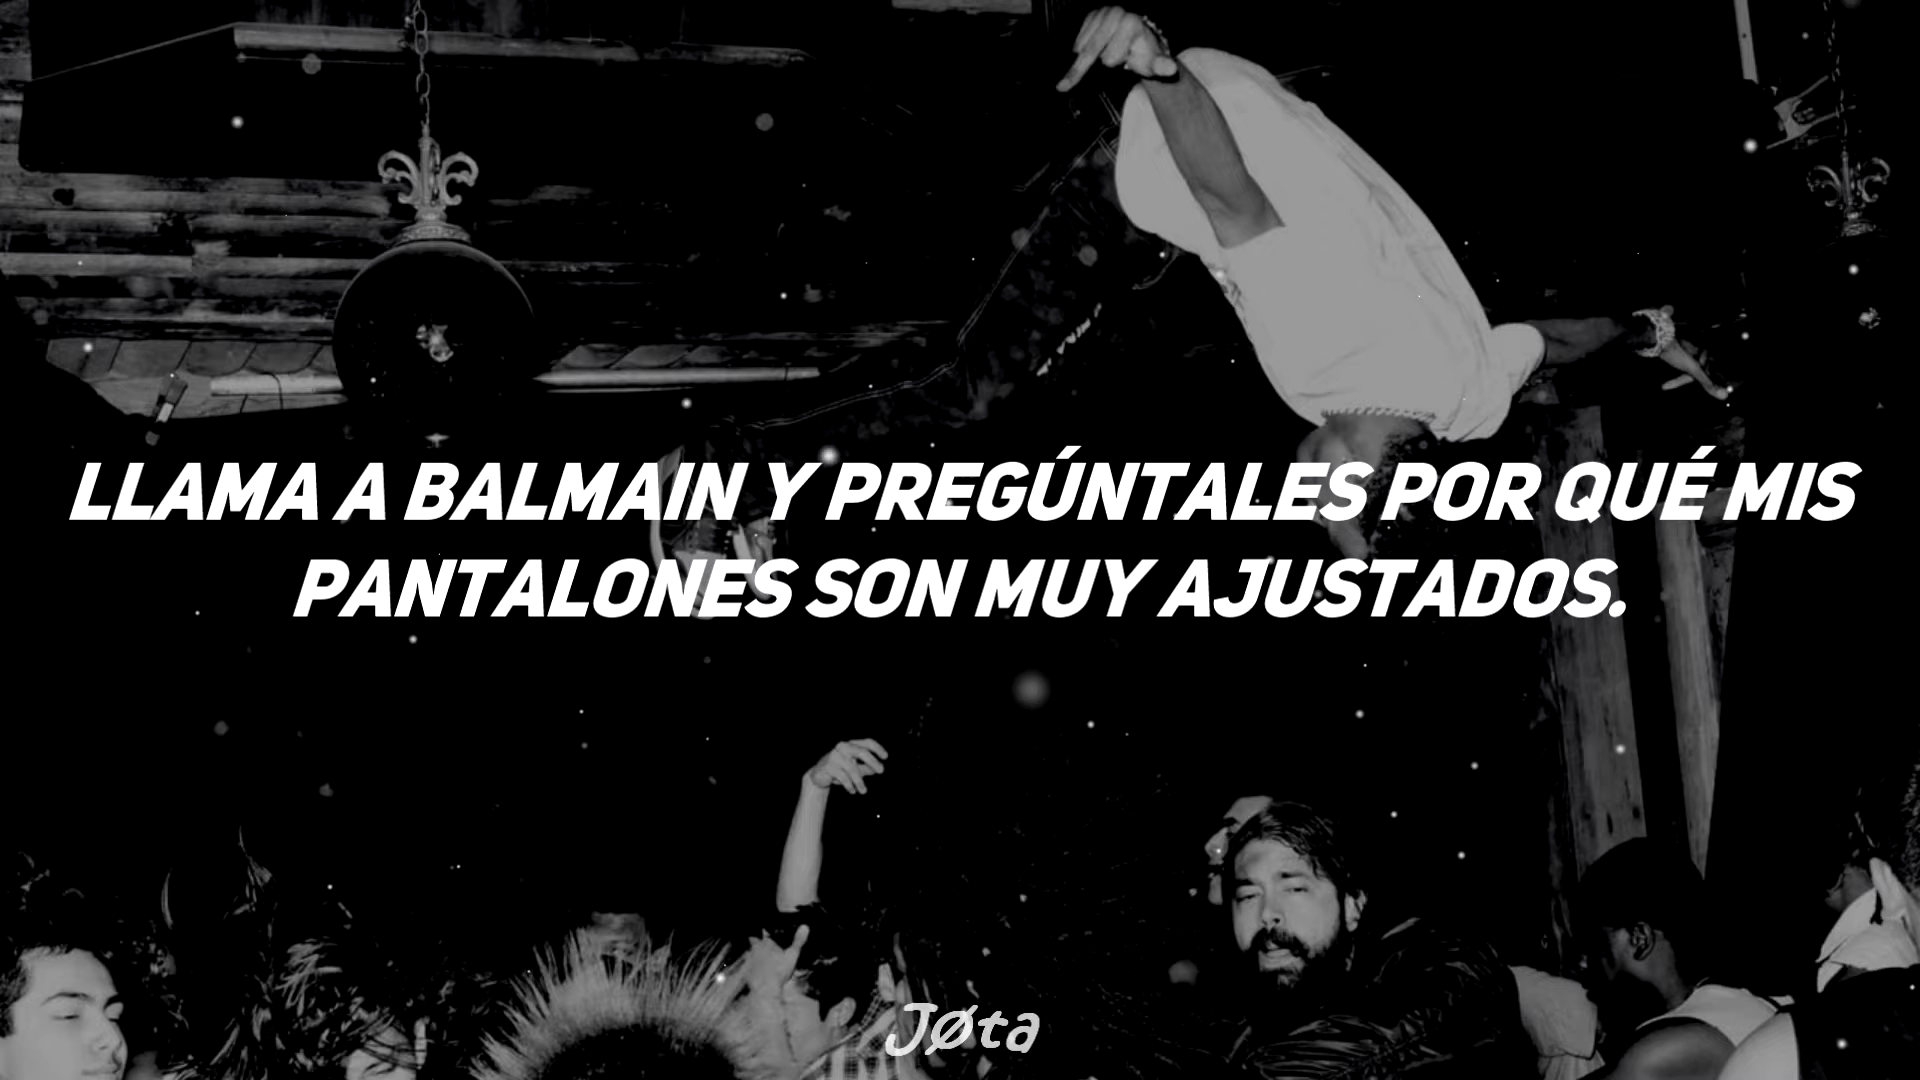 LLAMA A BALMAIN Y PREGÚNTALES POR QUÉ MIS
PANTALONES SON MUY AJUSTADOS.
JØta